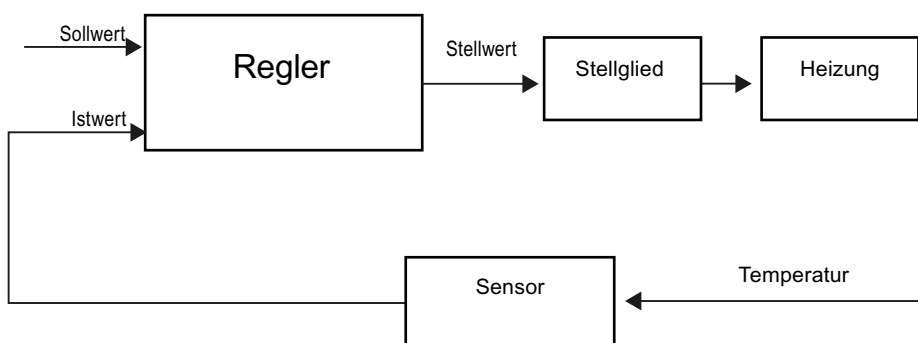 Sollwert
Regler
Stellwert
Stellglied
Heizung
Istwert
Temperatur
Sensor